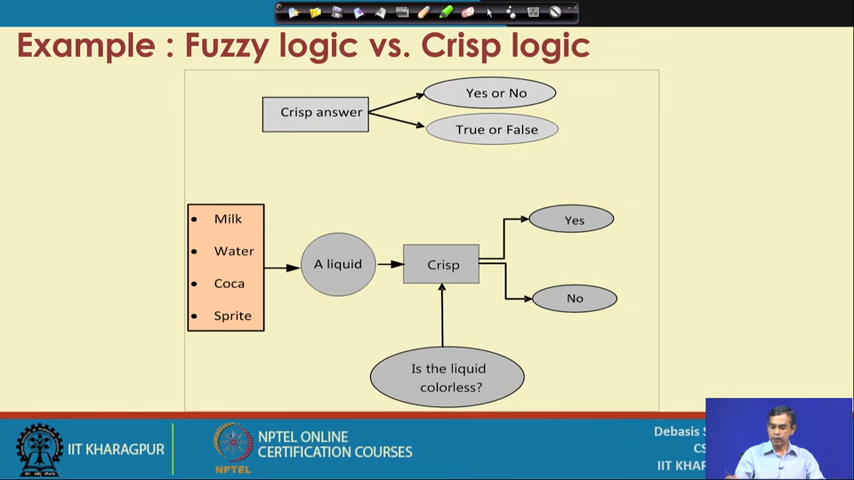 Example : Fuzzy logic vs. Crisp logic
Crisp answer
Yes or No
True or False
• Milk
• Water
• Coca
• Sprite
A liquid
Crisp
Yes
No
Is the liquid
colorless?
IIT KHARAGPUR
NPTEL
NPTEL ONLINE
CERTIFICATION COURSES
Debasis S
CS
IIT KHAR